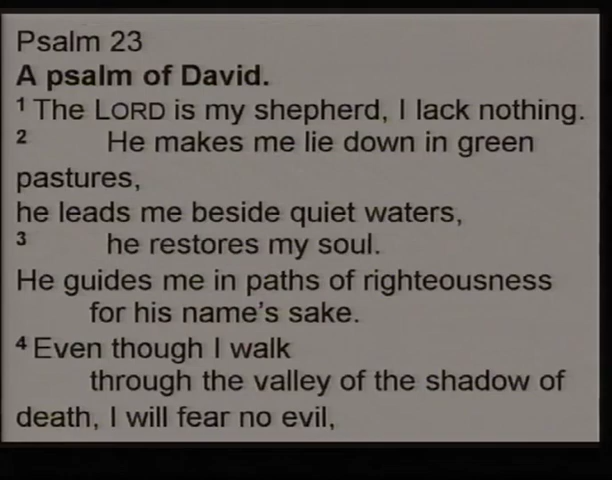 Psalm 23
A psalm of David.
1 The LORD is my shepherd, I lack nothing.
2 He makes me lie down in green
pastures,
he leads me beside quiet waters,
3 he restores my soul.
He guides me in paths of righteousness
for his name’s sake.
4 Even though I walk
through the valley of the shadow of
death, I will fear no evil,